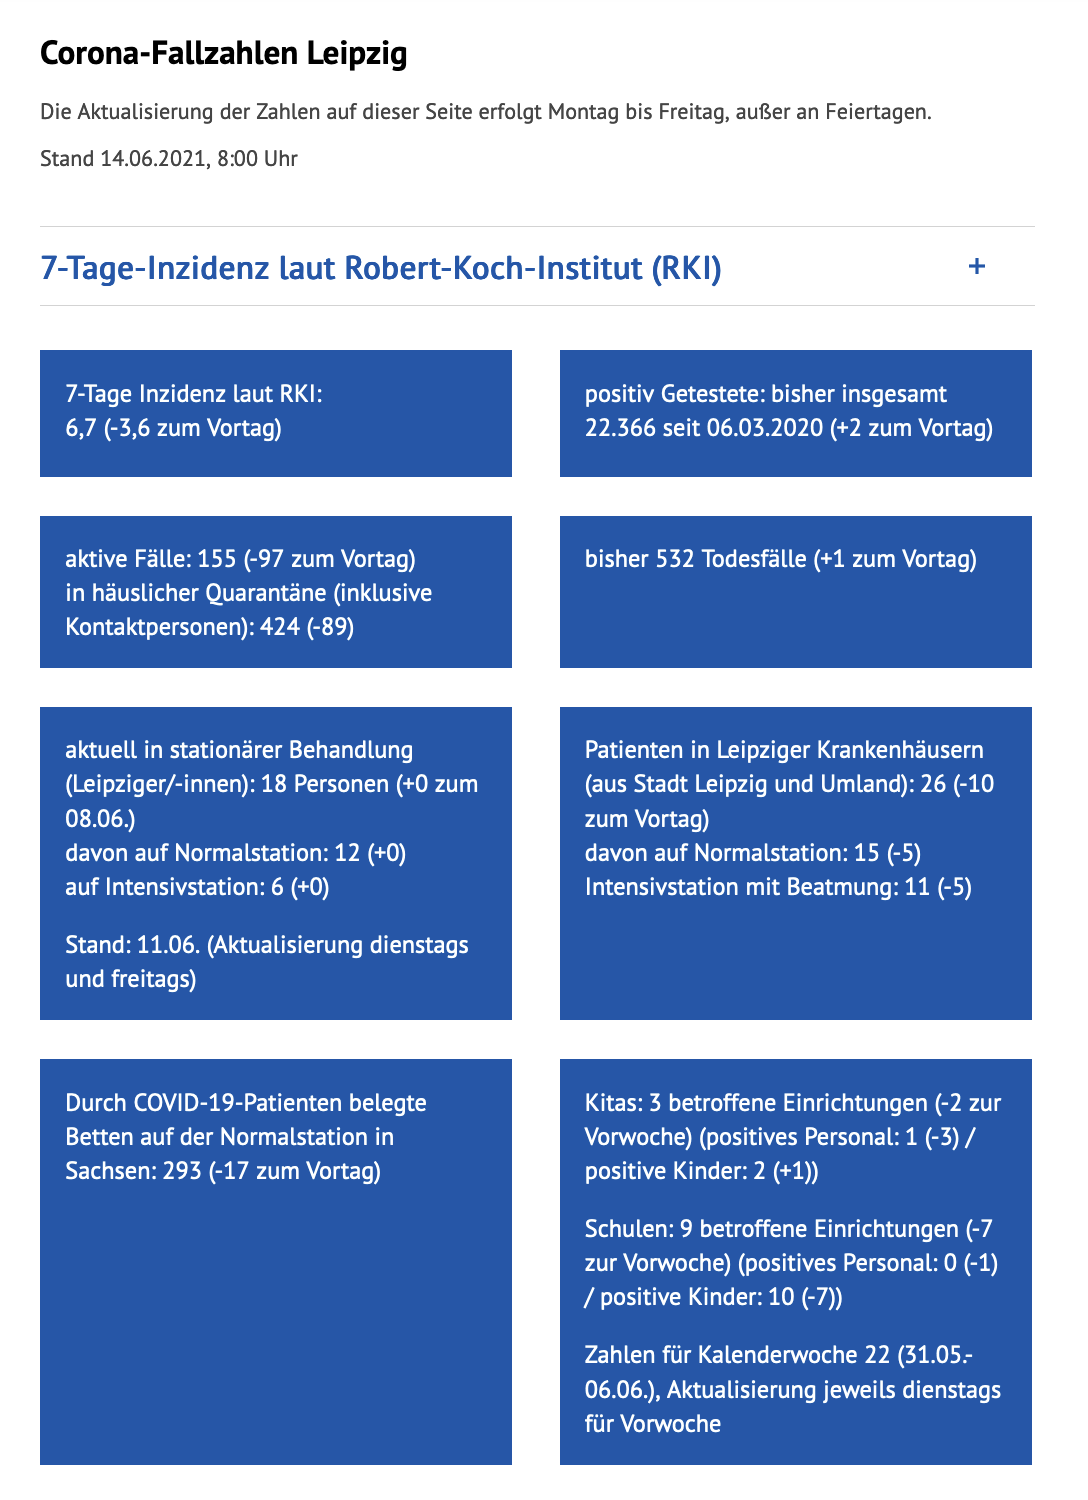 Corona-Fallzahlen Leipzig
Die Aktualisierung der Zahlen auf dieser Seite erfolgt Montag bis Freitag, außer an Feiertagen.
Stand 14.06.2021, 8:00 Uhr
7-Tage-Inzidenz laut Robert-Koch-Institut (RKI) +
7-Tage Inzidenz laut RKI:
6,7 (-3,6 zum Vortag)
positiv Getestete: bisher insgesamt
22.366 seit 06.03.2020 (+2 zum Vortag)
aktive Fälle: 155 (-97 zum Vortag)
in häuslicher Quarantäne (inklusive
Kontaktpersonen): 424 (-89)
bisher 532 Todesfälle (+1 zum Vortag)
aktuell in stationärer Behandlung
(Leipziger/-innen): 18 Personen (+0 zum
08.06.)
davon auf Normalstation: 12 (+0)
auf Intensivstation: 6 (+0)
Stand: 11.06. (Aktualisierung dienstags
und freitags)
Patienten in Leipziger Krankenhäusern
(aus Stadt Leipzig und Umland): 26 (-10
zum Vortag)
davon auf Normalstation: 15 (-5)
Intensivstation mit Beatmung: 11 (-5)
Durch COVID-19-Patienten belegte
Betten auf der Normalstation in
Sachsen: 293 (-17 zum Vortag)
Kitas: 3 betroffene Einrichtungen (-2 zur
Vorwoche) (positives Personal: 1 (-3) /
positive Kinder: 2 (+1))
Schulen: 9 betroffene Einrichtungen (-7
zur Vorwoche) (positives Personal: 0 (-1)
/ positive Kinder: 10 (-7))
Zahlen für Kalenderwoche 22 (31.05.-
06.06.), Aktualisierung jeweils dienstags
für Vorwoche